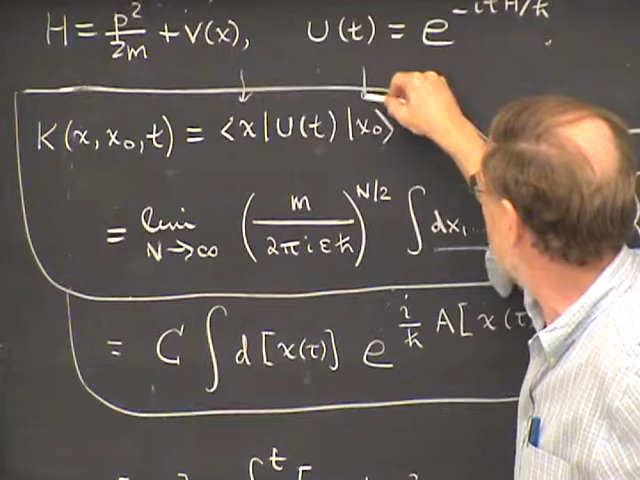 H = p²/2m + V(x), U(t) = e^{-itH/ħ}
K(x, x₀, t) = ⟨x|U(t)|x₀⟩
= lim_{N→∞} (m/2πiεħ)^{N/2} ∫dx₁...
= C ∫ d[x(τ)] e^{i/ħ A[x(τ)
∫^t [